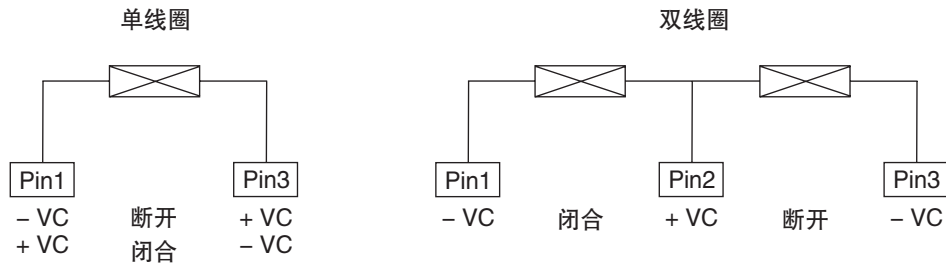 单线圈 双线圈
Pin1 Pin3 Pin1 Pin2 Pin3
– VC 断开 + VC – VC 闭合 + VC 断开 – VC
+ VC 闭合 – VC